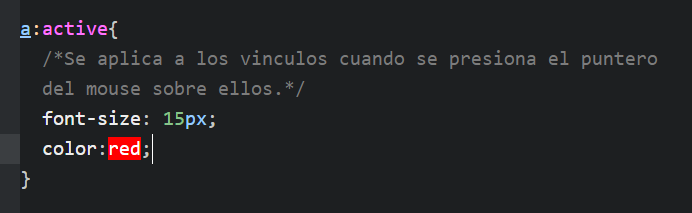 a:active{
/*Se aplica a los vinculos cuando se presiona el puntero
del mouse sobre ellos.*/
font-size: 15px;
color:red;
}